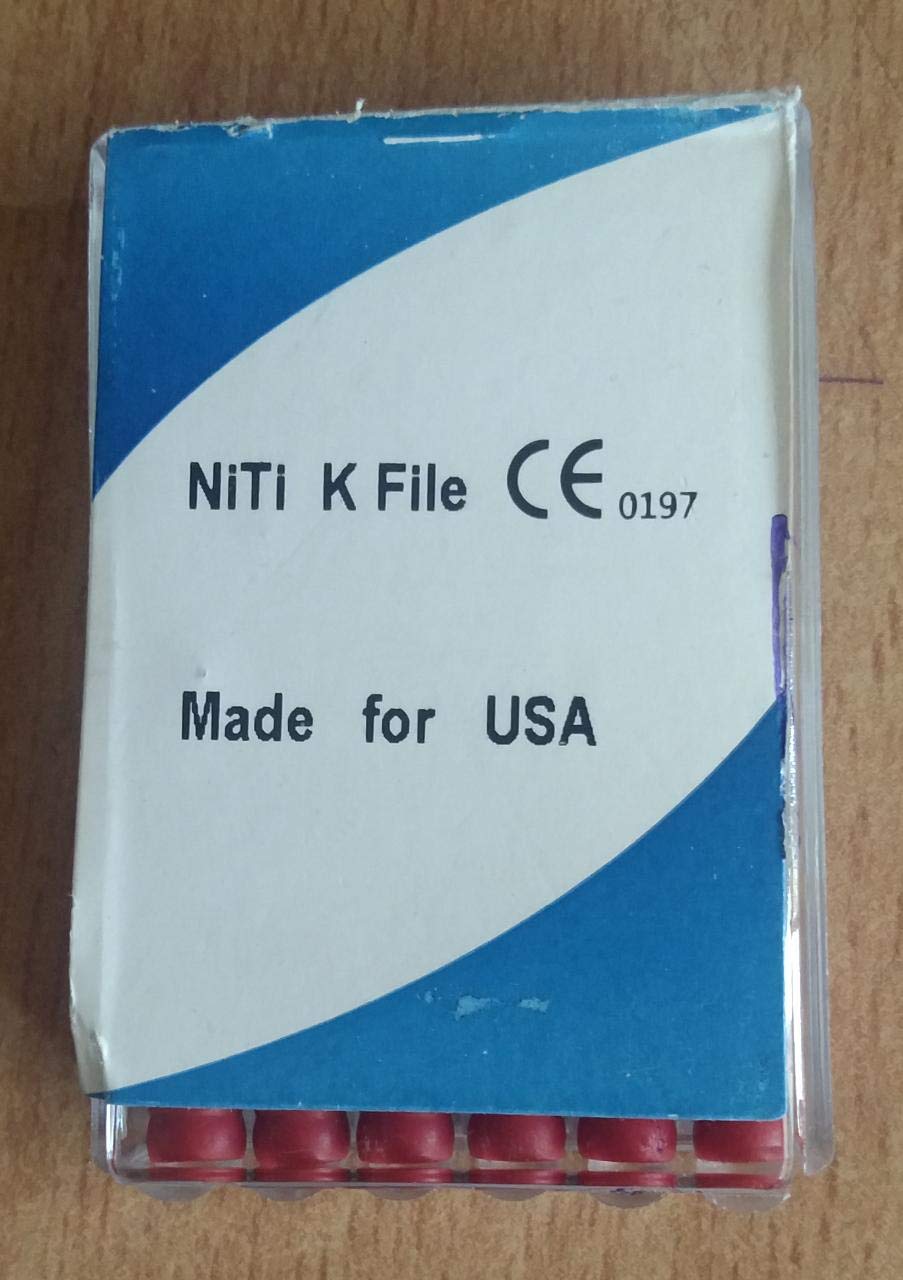 NiTi K File CE 0197
Made for USA